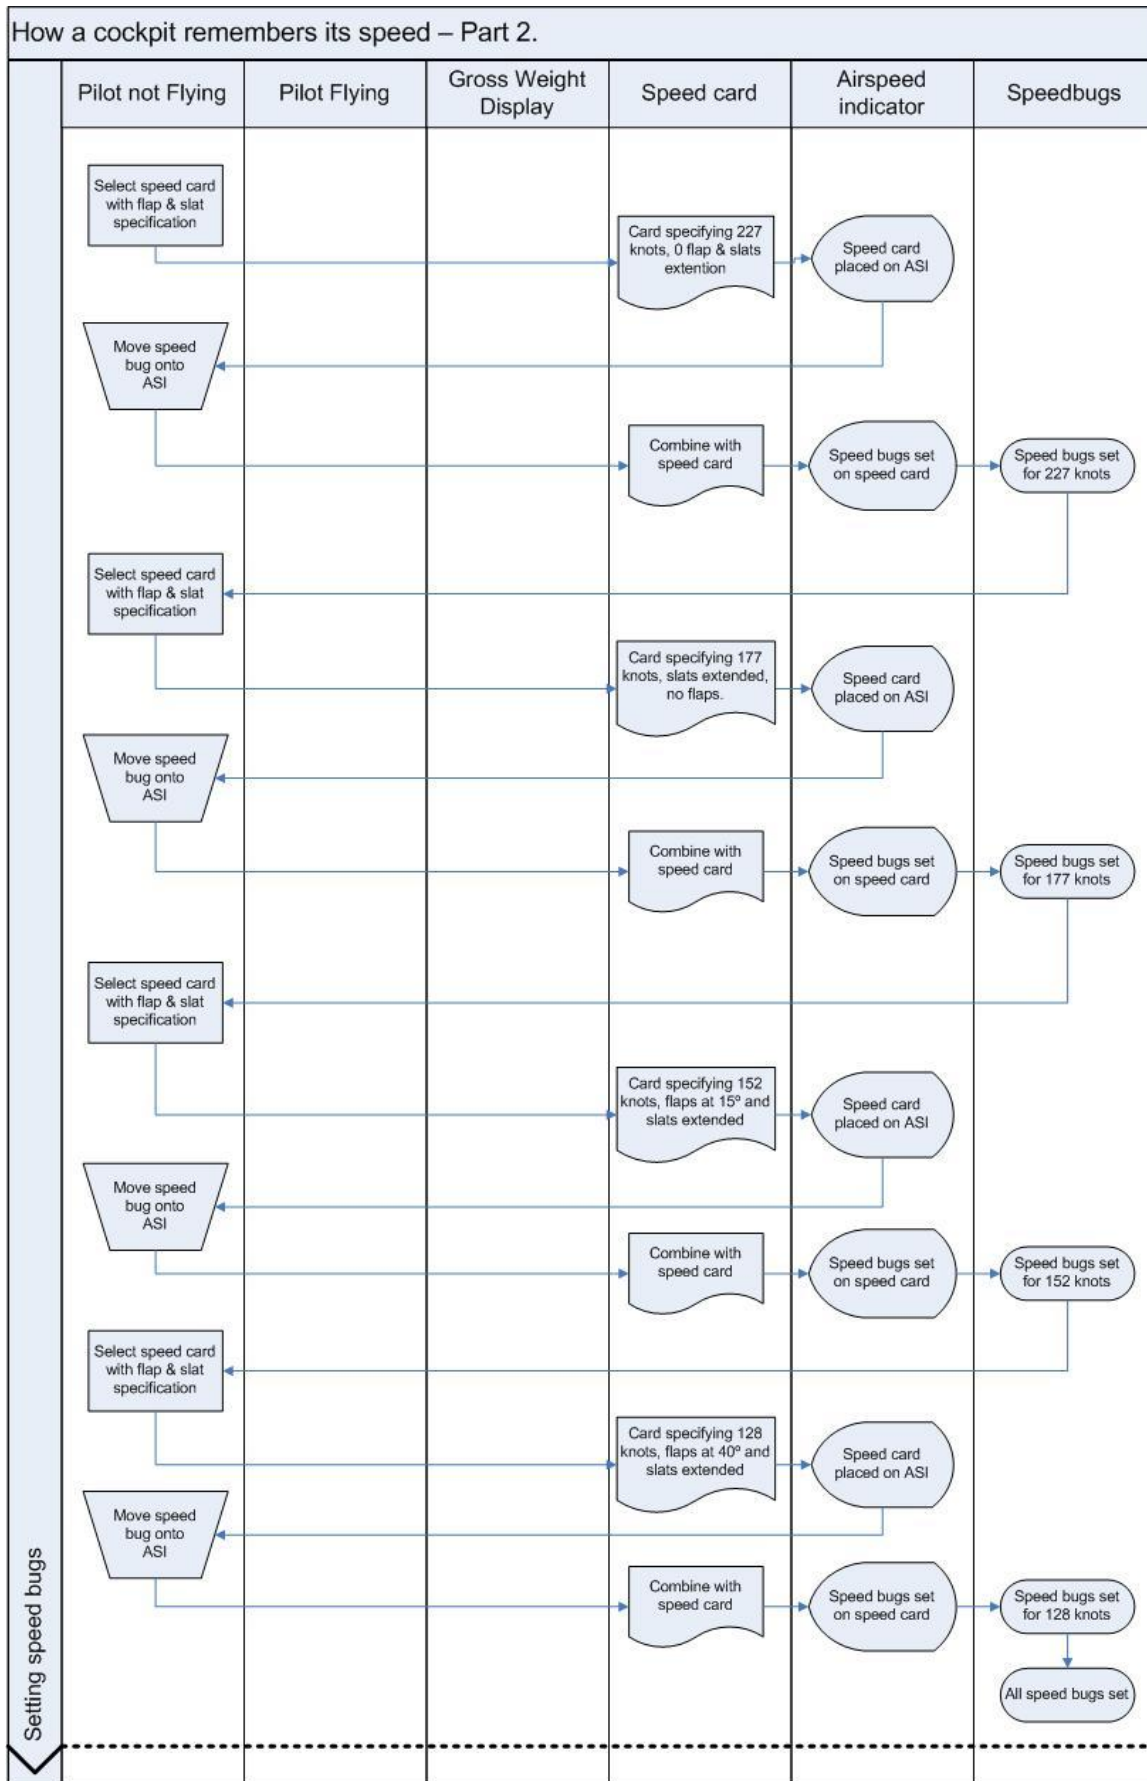 How a cockpit remembers its speed – Part 2.
Pilot not Flying
Pilot Flying
Gross Weight
Display
Speed card
Airspeed
indicator
Speedbugs
Setting speed bugs
Select speed card
with flap & slat
specification
Card specifying 227
knots, 0 flap & slats
extention
Speed card
placed on ASI
Move speed
bug onto
ASI
Combine with
speed card
Speed bugs set
on speed card
Speed bugs set
for 227 knots
Select speed card
with flap & slat
specification
Card specifying 177
knots, slats extended,
no flaps.
Speed card
placed on ASI
Move speed
bug onto
ASI
Combine with
speed card
Speed bugs set
on speed card
Speed bugs set
for 177 knots
Select speed card
with flap & slat
specification
Card specifying 152
knots, flaps at 15º and
slats extended
Speed card
placed on ASI
Move speed
bug onto
ASI
Combine with
speed card
Speed bugs set
on speed card
Speed bugs set
for 152 knots
Select speed card
with flap & slat
specification
Card specifying 128
knots, flaps at 40º and
slats extended
Speed card
placed on ASI
Move speed
bug onto
ASI
Combine with
speed card
Speed bugs set
on speed card
Speed bugs set
for 128 knots
All speed bugs set